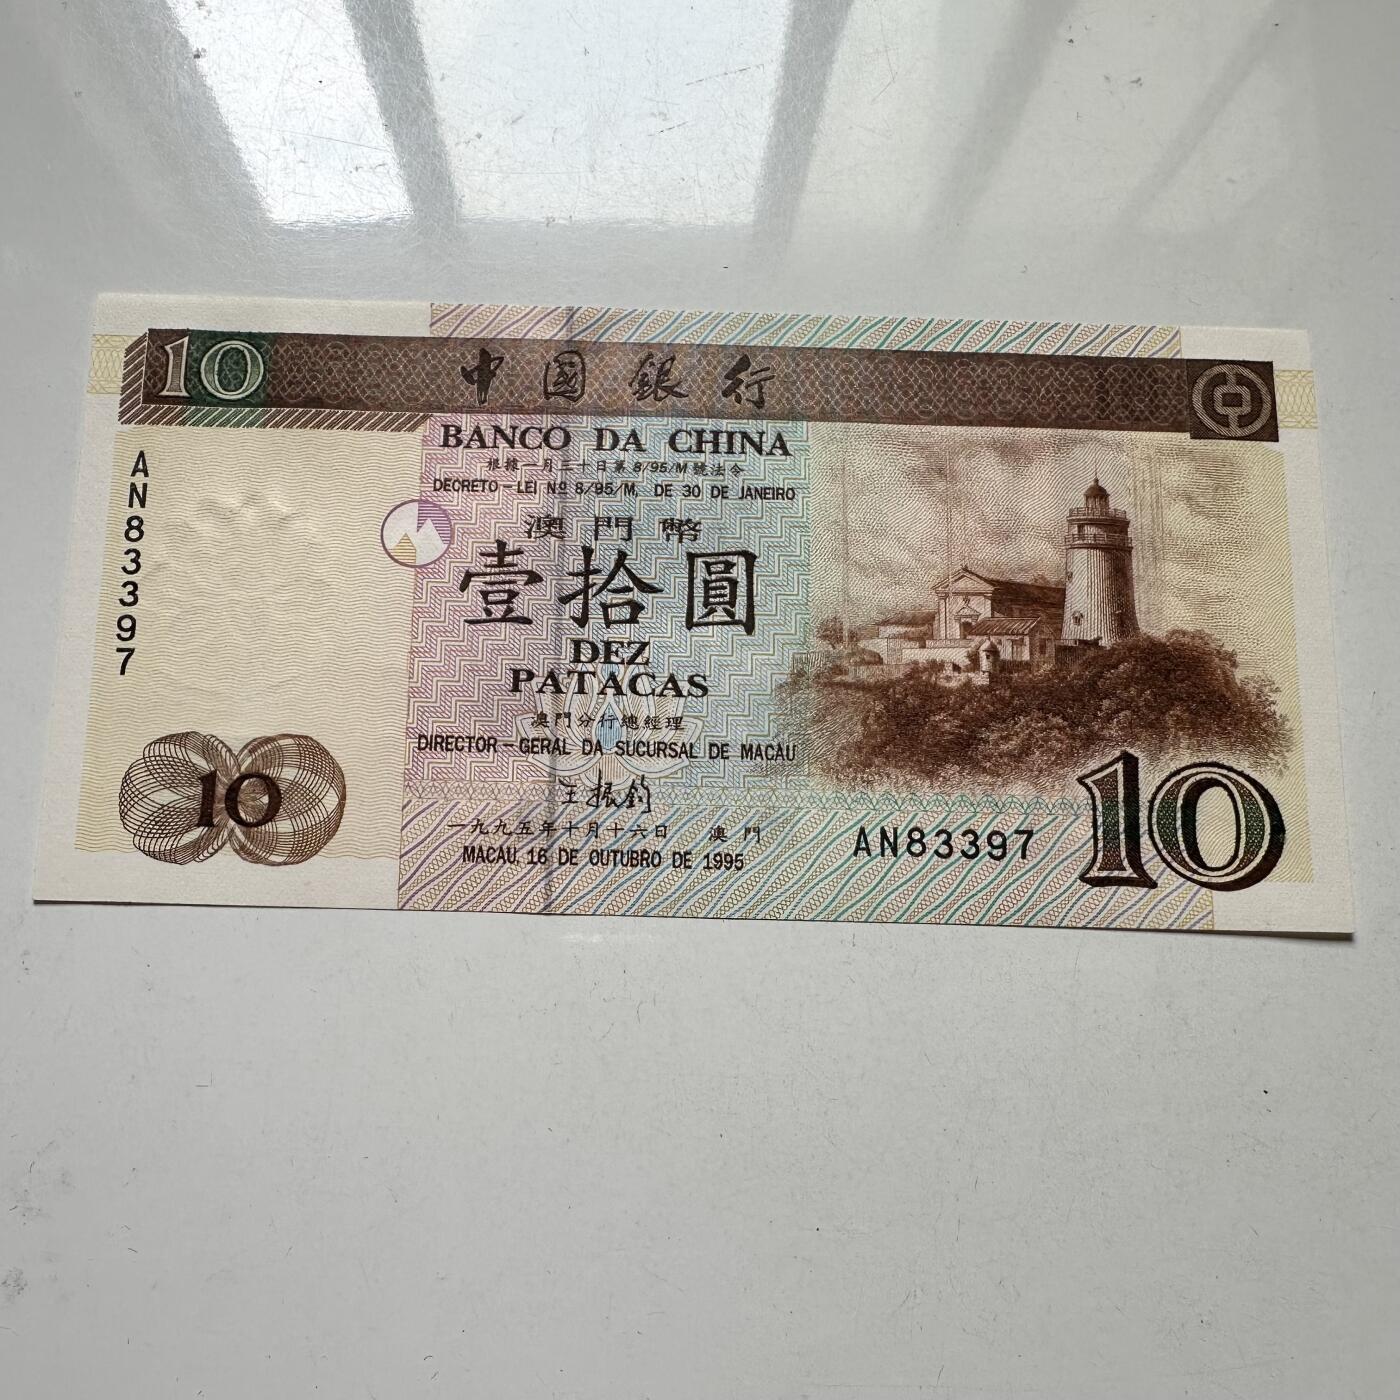 10 中國銀行
BANCO DA CHINA
根據一月三十日第8/95/M號法令
DECRETO-LEI Nº 8/95/M, DE 30 DE JANEIRO
澳門幣
壹拾圓
DEZ
PATACAS
澳門分行總經理
DIRECTOR-GERAL DA SUCURSAL DE MACAU
王振鈞
一九九五年十月十六日 澳門
MACAU, 16 DE OUTUBRO DE 1995
AN83397
10
AN83397
10